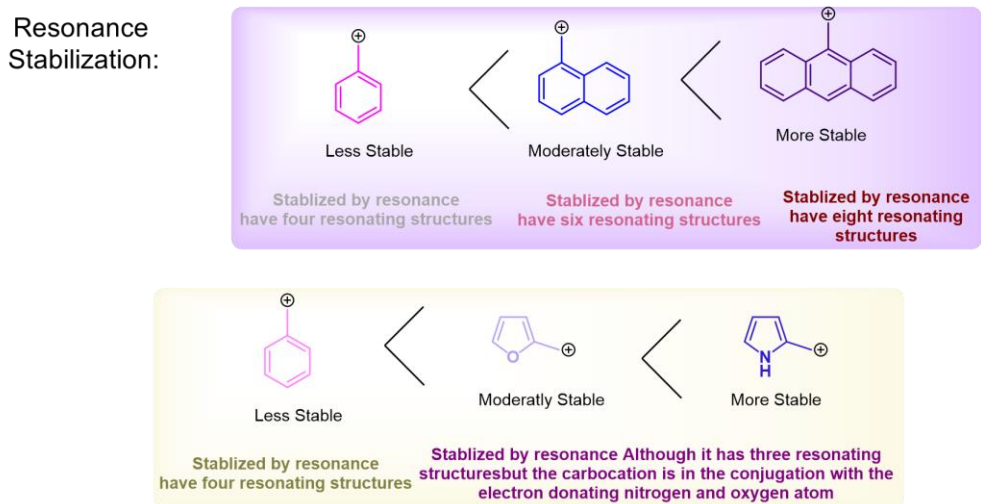 Resonance
Stabilization:
⊕
⊕
⊕
Less Stable
Moderately Stable
More Stable
Stablized by resonance
have four resonating structures
Stablized by resonance
have six resonating structures
Stablized by resonance
have eight resonating
structures
⊕
O
⊕
N
H
⊕
Less Stable
Moderatly Stable
More Stable
Stablized by resonance
have four resonating structures
Stablized by resonance Although it has three resonating
structuresbut the carbocation is in the conjugation with the
electron donating nitrogen and oxygen atom